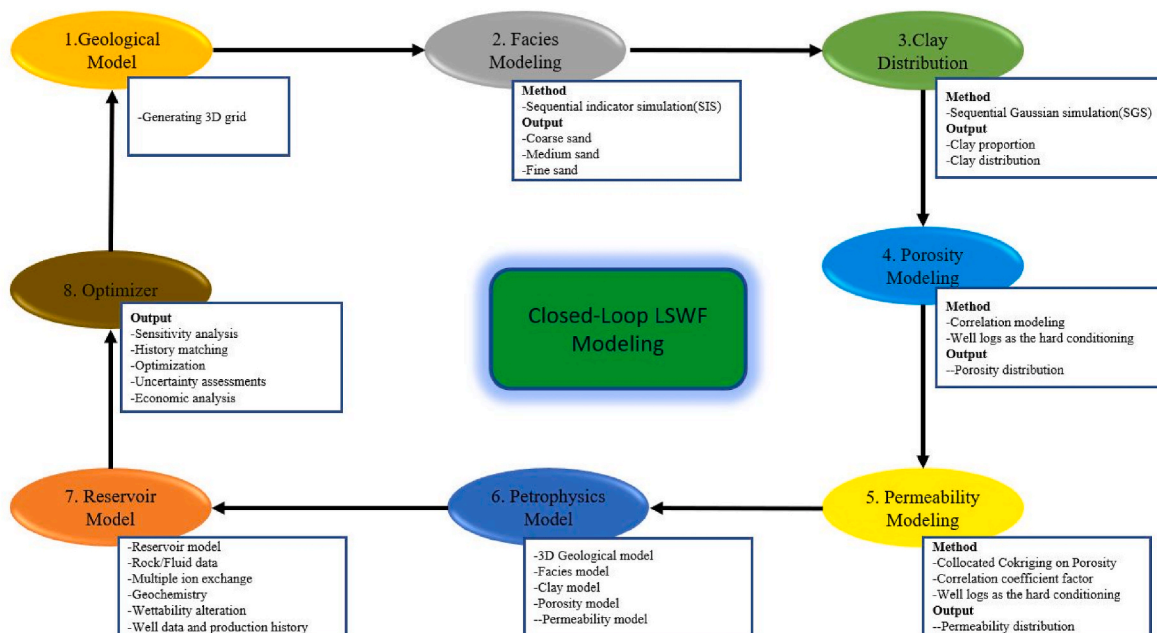 1.Geological
Model
-Generating 3D grid
2. Facies
Modeling
Method
-Sequential indicator simulation(SIS)
Output
-Coarse sand
-Medium sand
-Fine sand
3.Clay
Distribution
Method
-Sequential Gaussian simulation(SGS)
Output
-Clay proportion
-Clay distribution
4. Porosity
Modeling
Method
-Correlation modeling
-Well logs as the hard conditioning
Output
--Porosity distribution
Closed-Loop LSWF
Modeling
8. Optimizer
Output
-Sensitivity analysis
-History matching
-Optimization
-Uncertainty assessments
-Economic analysis
7. Reservoir
Model
-Reservoir model
-Rock/Fluid data
-Multiple ion exchange
-Geochemistry
-Wettability alteration
-Well data and production history
6. Petrophysics
Model
-3D Geological model
-Facies model
-Clay model
-Porosity model
--Permeability model
5. Permeability
Modeling
Method
-Collocated Cokriging on Porosity
-Correlation coefficient factor
-Well logs as the hard conditioning
Output
--Permeability distribution